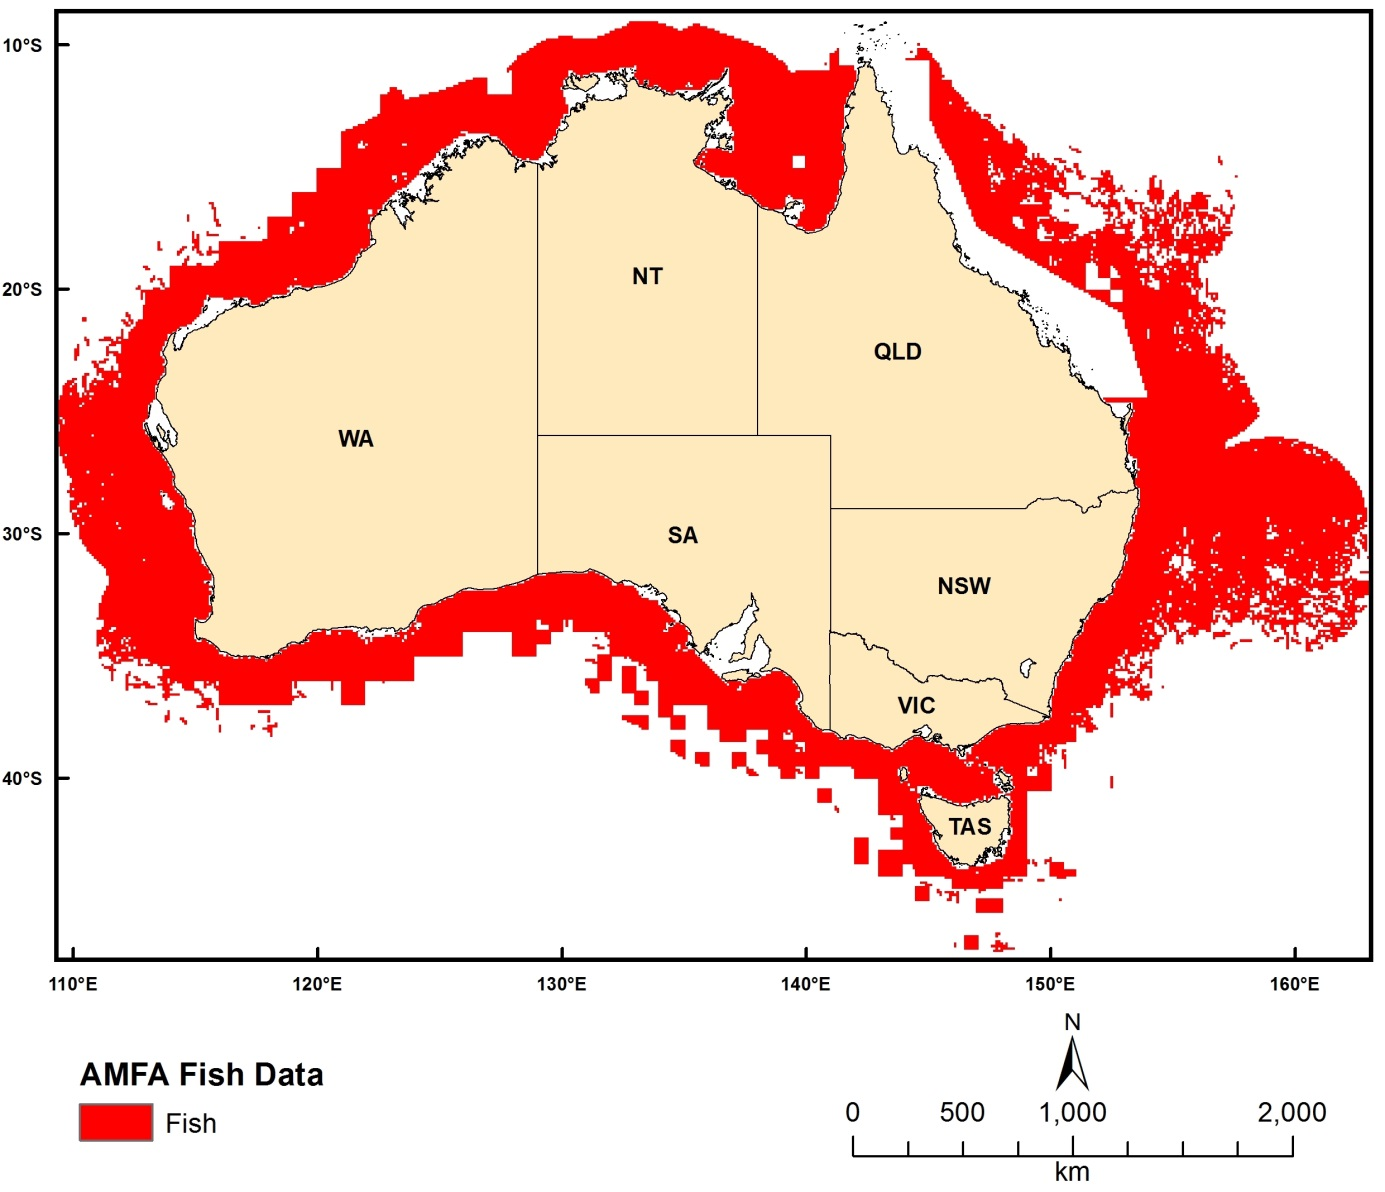 10°S
20°S
30°S
40°S
NT
QLD
WA
SA
NSW
VIC
TAS
110°E 120°E 130°E 140°E 150°E 160°E
N
AMFA Fish Data
Fish
0 500 1,000 2,000
km